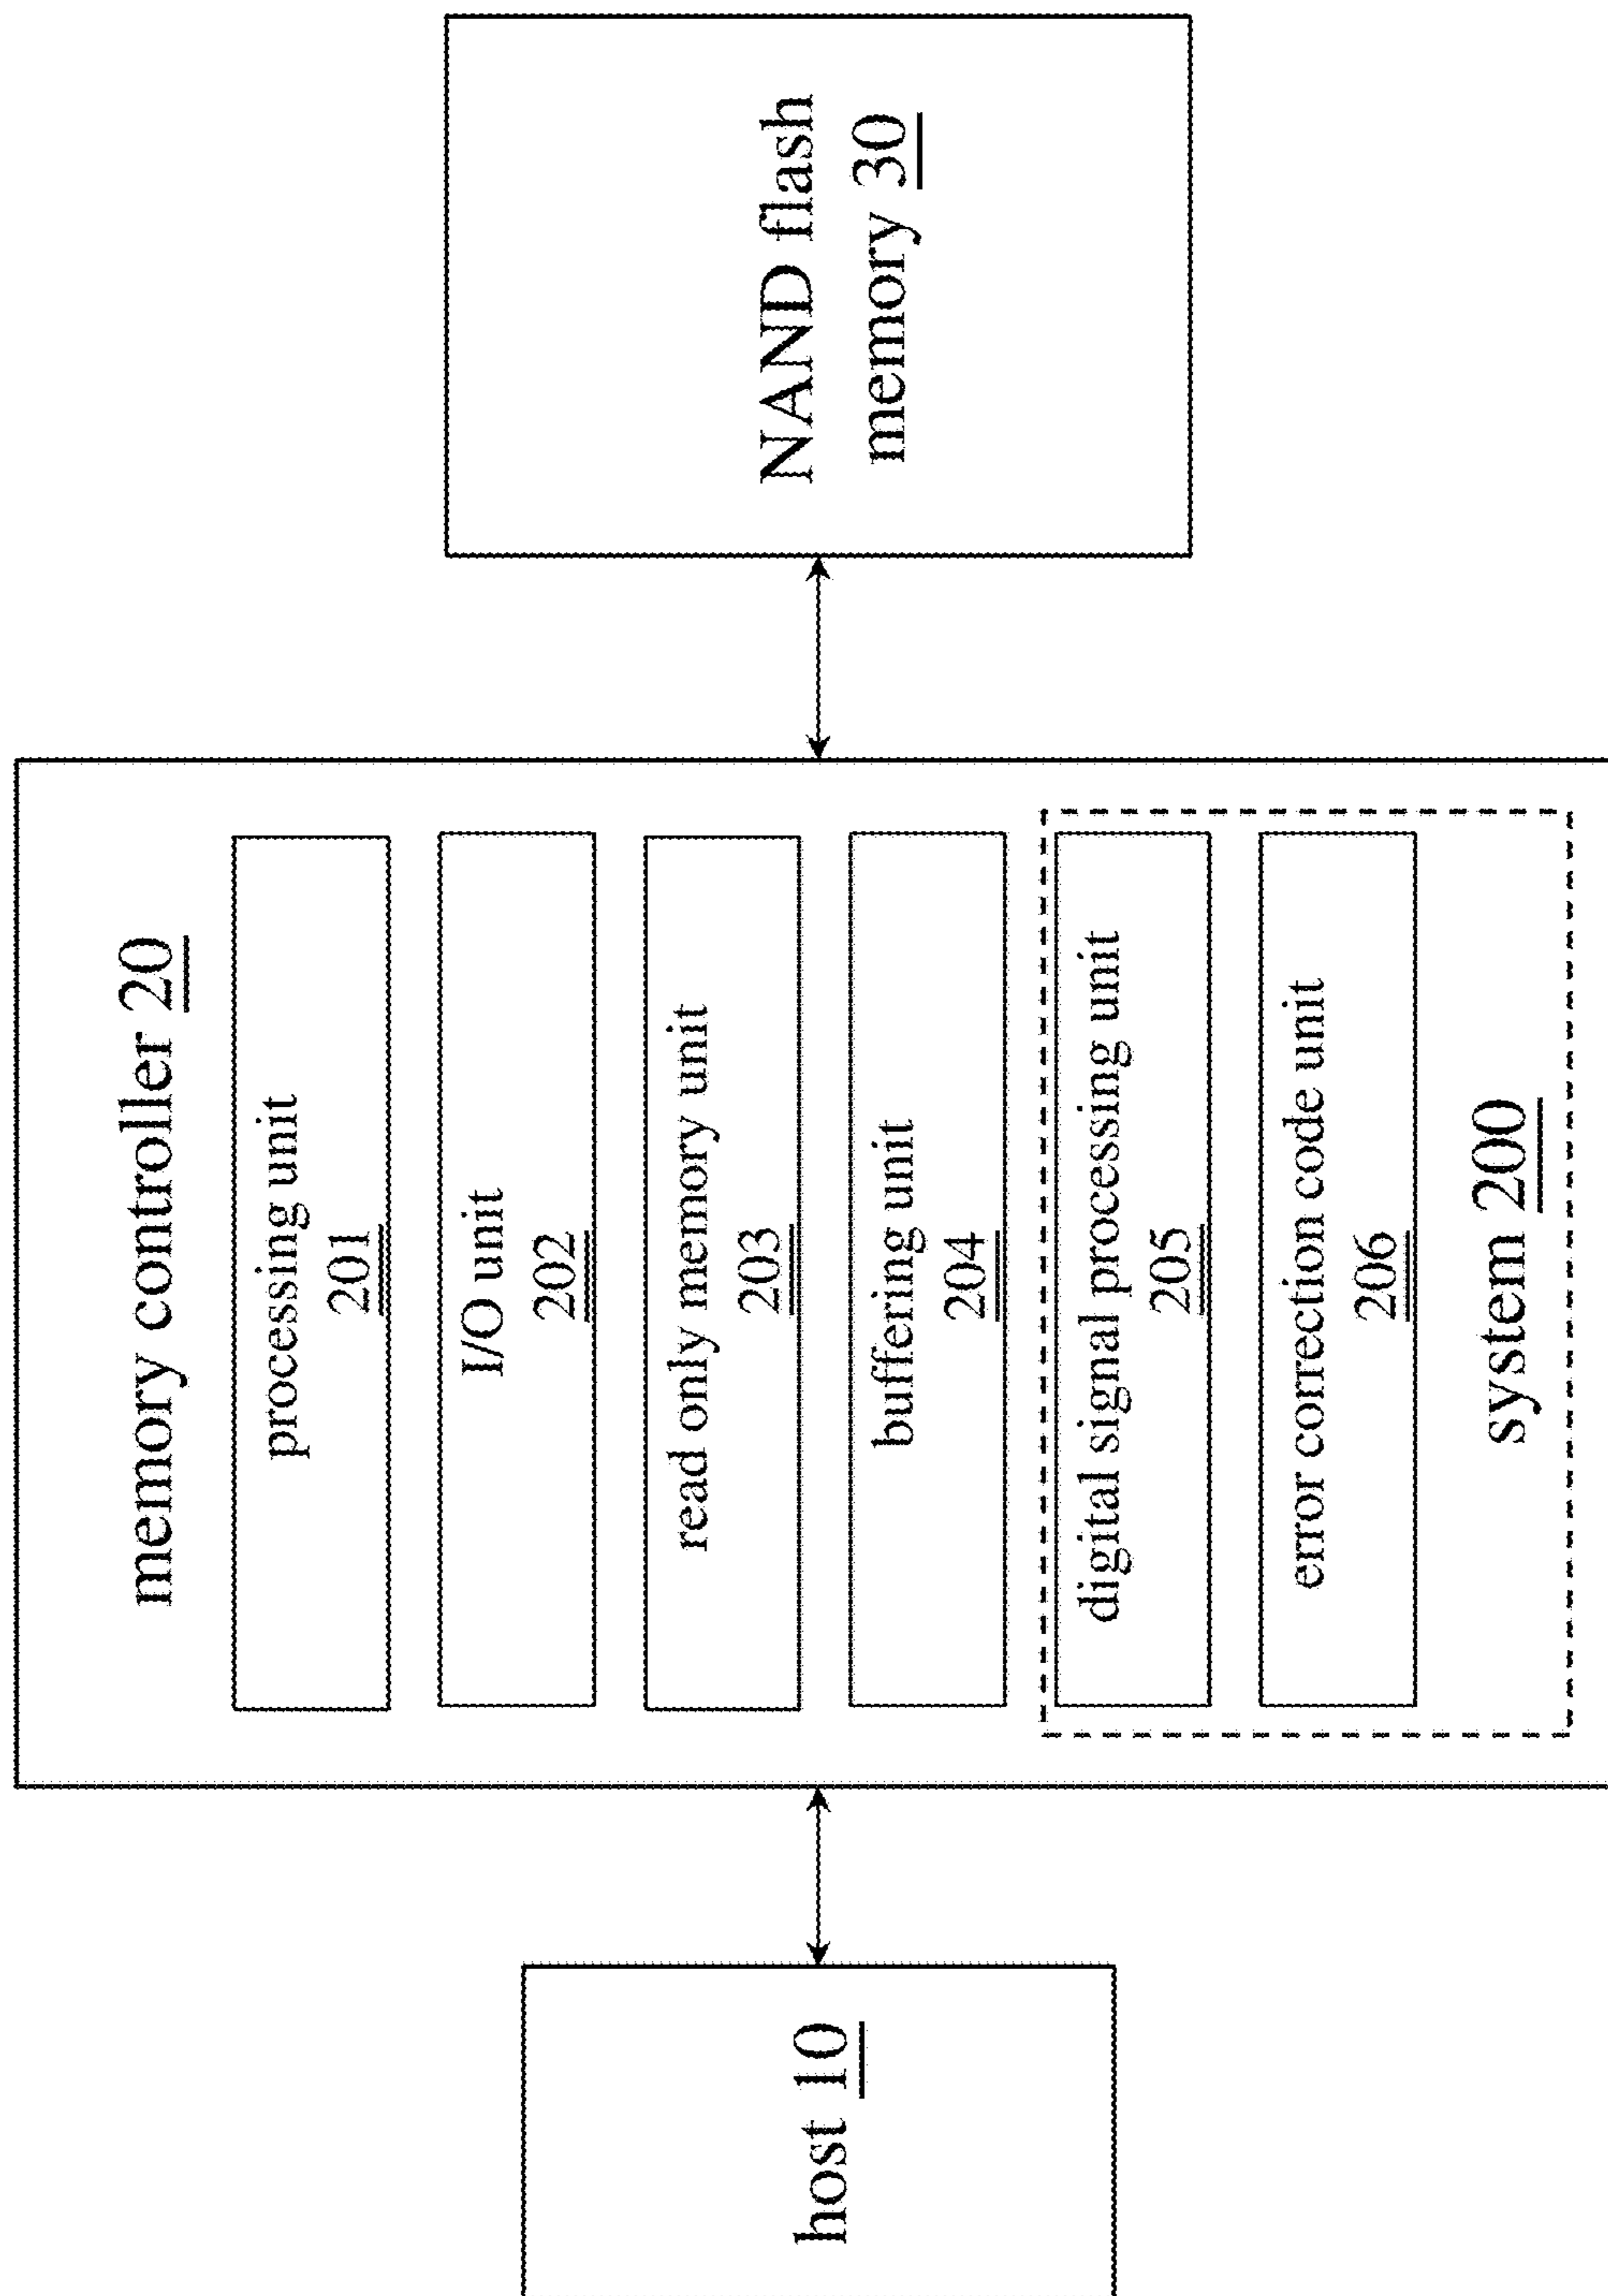 host 10
memory controller 20
processing unit
201
I/O unit
202
read only memory unit
203
buffering unit
204
digital signal processing unit
205
error correction code unit
206
system 200
NAND flash
memory 30